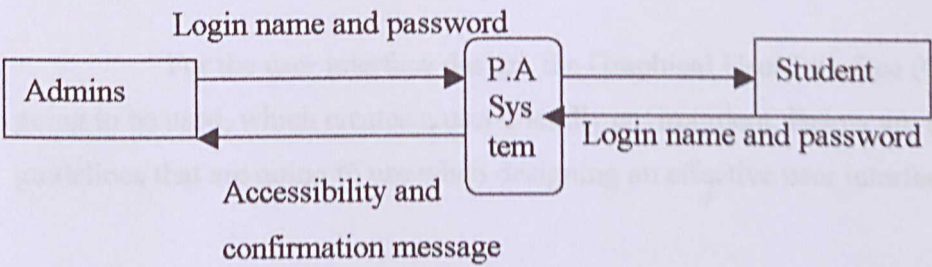 Login name and password
Admins
P A
Sys
tem
Student
Login name and password
Accessibility and
confirmation message